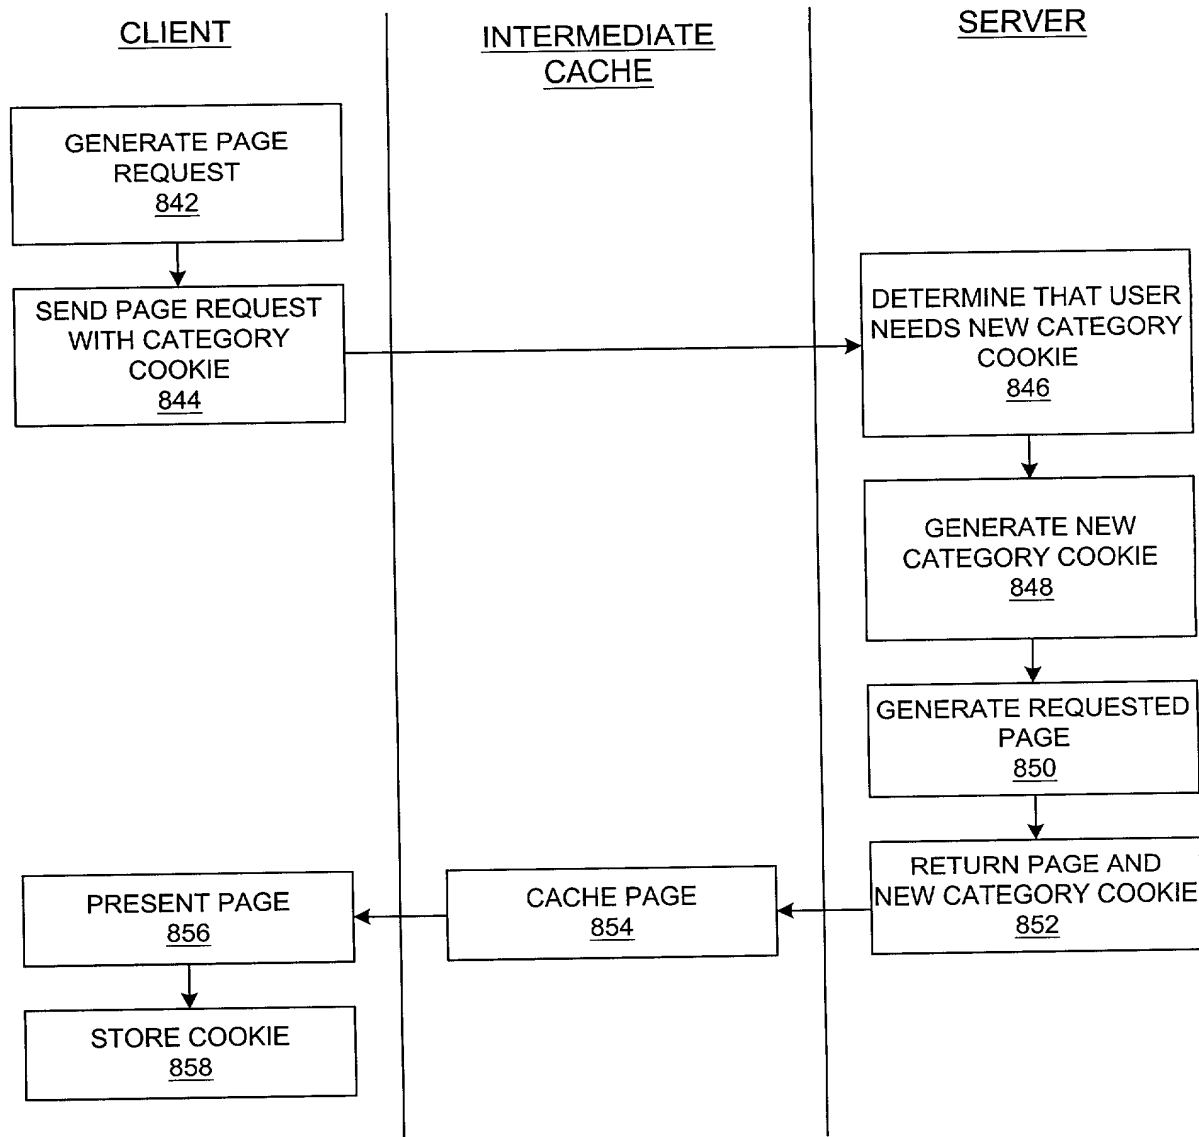 CLIENT
INTERMEDIATE
CACHE
SERVER
GENERATE PAGE
REQUEST
842
SEND PAGE REQUEST
WITH CATEGORY
COOKIE
844
DETERMINE THAT USER
NEEDS NEW CATEGORY
COOKIE
846
GENERATE NEW
CATEGORY COOKIE
848
GENERATE REQUESTED
PAGE
850
RETURN PAGE AND
NEW CATEGORY COOKIE
852
CACHE PAGE
854
PRESENT PAGE
856
STORE COOKIE
858